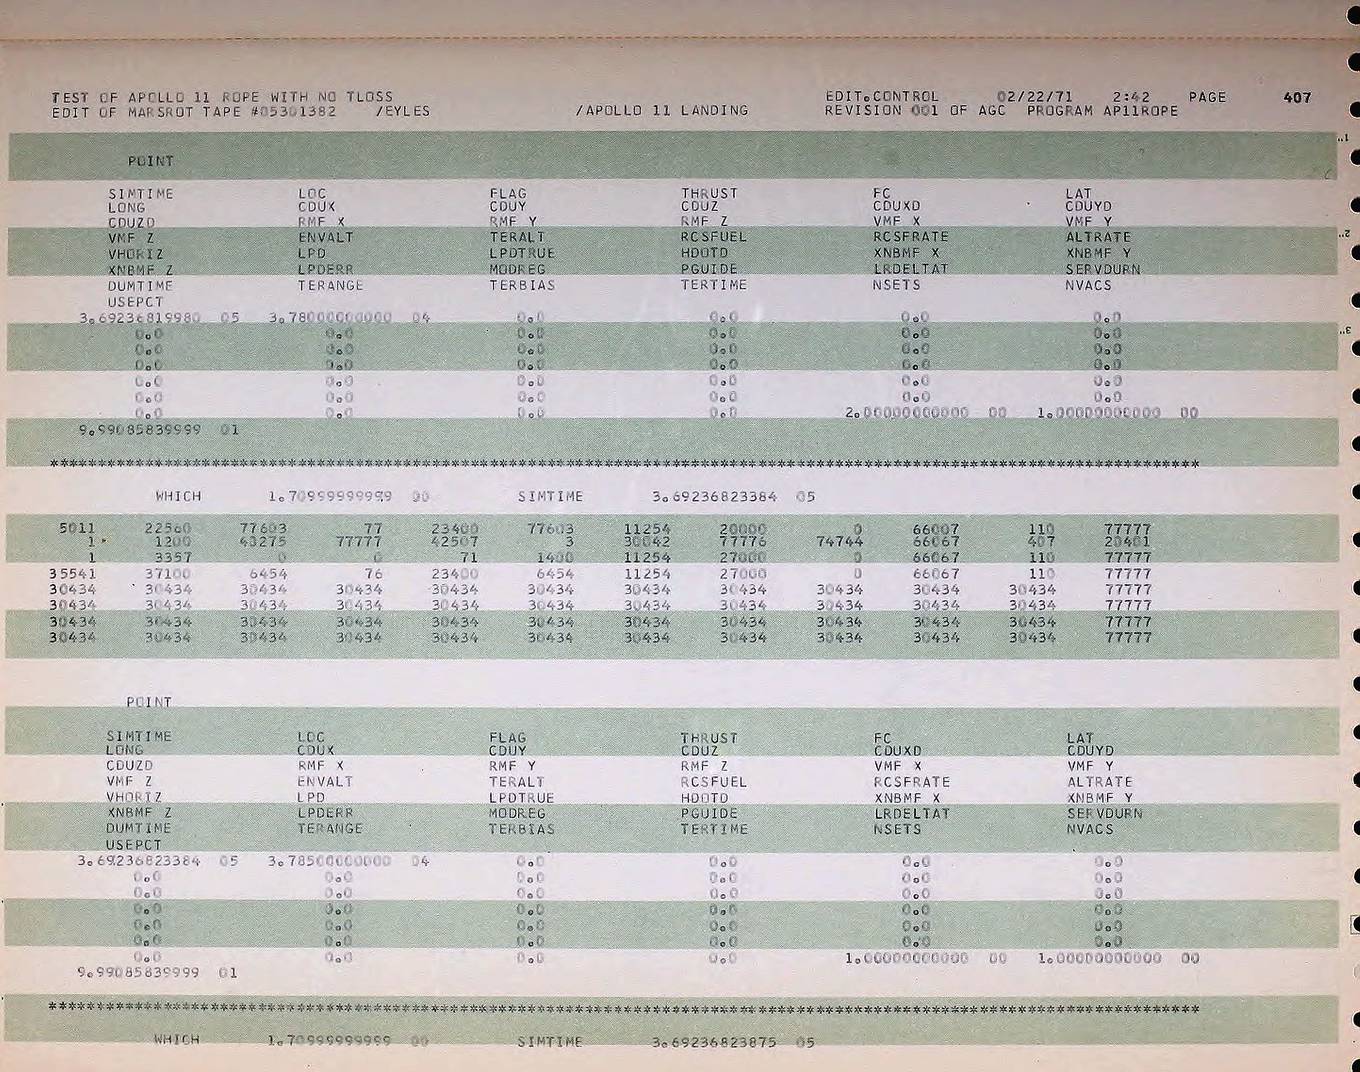 TEST OF APOLLO 11 ROPE WITH NO TLOSS EDIT.CONTROL 02/22/71 2:42 PAGE 407
EDIT OF MARSROT TAPE #05301382 /EYLES /APOLLO 11 LANDING REVISION 001 OF AGC PROGRAM AP11ROPE
POINT
SIMTIME LOC FLAG THRUST FC LAT
LONG CDUX CDUY CDUZ CDUXD CDUYD
CDUZD RMF X RMF Y RMF Z VMF X VMF Y
VMF Z ENVALT TERALT RCSFUEL RCSFRATE ALTRATE
VHORIZ LPD LPDTRUE HDOTD XNBMF X XNBMF Y
XNBMF Z LPDERR MODREG PGUIDE LRDELTAT SERVDURN
DUMTIME TERANGE TERBIAS TERTIME NSETS NVACS
USEPCT
3.69236819980 05 3.78000000000 04 0.0 0.0 0.0 0.0
0.0 0.0 0.0 0.0 0.0 0.0
0.0 0.0 0.0 0.0 0.0 0.0
0.0 0.0 0.0 0.0 0.0 0.0
0.0 0.0 0.0 0.0 0.0 0.0
0.0 0.0 0.0 0.0 0.0 0.0
0.0 0.0 0.0 0.0 2.00000000000 00 1.00000000000 00
9.99085839999 01
************************************************************************************************************************
WHICH 1.70999999999 00 SIMTIME 3.69236823384 05
5011 22560 77603 77 23400 77603 11254 20000 0 66007 110 77777
1 1200 43275 77777 42507 3 30042 77776 74744 66067 407 20401
1 3357 0 0 71 1400 11254 27000 0 66067 110 77777
35541 37100 6454 76 23400 6454 11254 27000 0 66067 110 77777
30434 30434 30434 30434 30434 30434 30434 30434 30434 30434 30434 77777
30434 30434 30434 30434 30434 30434 30434 30434 30434 30434 30434 77777
30434 30434 30434 30434 30434 30434 30434 30434 30434 30434 30434 77777
30434 30434 30434 30434 30434 30434 30434 30434 30434 30434 30434 77777
POINT
SIMTIME LOC FLAG THRUST FC LAT
LONG CDUX CDUY CDUZ CDUXD CDUYD
CDUZD RMF X RMF Y RMF Z VMF X VMF Y
VMF Z ENVALT TERALT RCSFUEL RCSFRATE ALTRATE
VHORIZ LPD LPDTRUE HDOTD XNBMF X XNBMF Y
XNBMF Z LPDERR MODREG PGUIDE LRDELTAT SERVDURN
DUMTIME TERANGE TERBIAS TERTIME NSETS NVACS
USEPCT
3.69236823384 05 3.78500000000 04 0.0 0.0 0.0 0.0
0.0 0.0 0.0 0.0 0.0 0.0
0.0 0.0 0.0 0.0 0.0 0.0
0.0 0.0 0.0 0.0 0.0 0.0
0.0 0.0 0.0 0.0 0.0 0.0
0.0 0.0 0.0 0.0 0.0 0.0
0.0 0.0 0.0 0.0 1.00000000000 00 1.00000000000 00
9.99085839999 01
************************************************************************************************************************
WHICH 1.70999999999 00 SIMTIME 3.69236823875 05